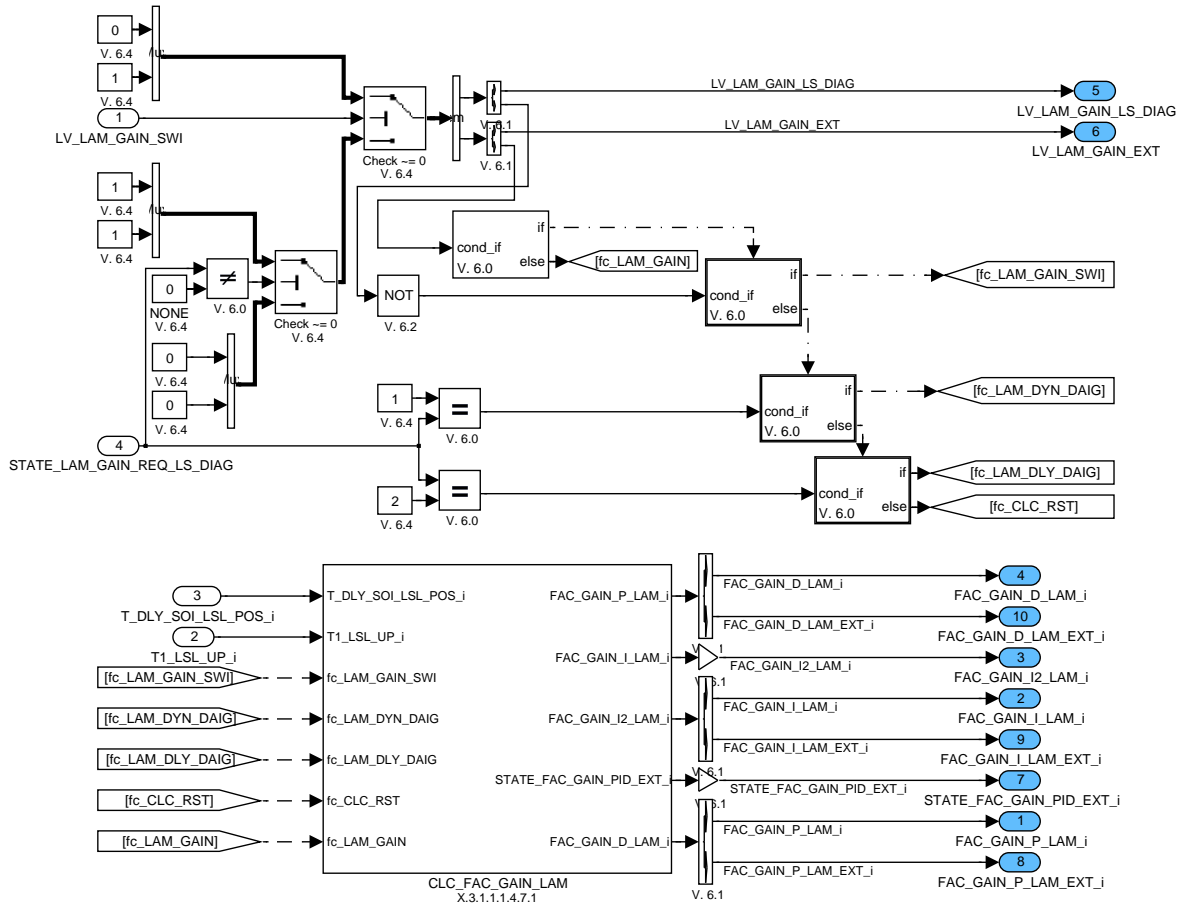 0
V. 6.4
1
V. 6.4
1
LV_LAM_GAIN_SWI
Check ~= 0
V. 6.4
V. 6.1
V. 6.1
LV_LAM_GAIN_LS_DIAG
5
LV_LAM_GAIN_LS_DIAG
LV_LAM_GAIN_EXT
6
LV_LAM_GAIN_EXT
1
V. 6.4
1
V. 6.4
0
NONE
V. 6.4
≠
V. 6.0
Check ~= 0
V. 6.4
0
V. 6.4
0
V. 6.4
4
STATE_LAM_GAIN_REQ_LS_DIAG
cond_if
V. 6.0
if
else
[fc_LAM_GAIN]
NOT
V. 6.2
cond_if
V. 6.0
if
else
[fc_LAM_GAIN_SWI]
1
V. 6.4
=
V. 6.0
cond_if
V. 6.0
if
else
[fc_LAM_DYN_DAIG]
2
V. 6.4
=
V. 6.0
cond_if
V. 6.0
if
else
[fc_LAM_DLY_DAIG]
[fc_CLC_RST]
3
T_DLY_SOI_LSL_POS_i
2
T1_LSL_UP_i
[fc_LAM_GAIN_SWI]
[fc_LAM_DYN_DAIG]
[fc_LAM_DLY_DAIG]
[fc_CLC_RST]
[fc_LAM_GAIN]
T_DLY_SOI_LSL_POS_i
T1_LSL_UP_i
fc_LAM_GAIN_SWI
fc_LAM_DYN_DAIG
fc_LAM_DLY_DAIG
fc_CLC_RST
fc_LAM_GAIN
FAC_GAIN_P_LAM_i
FAC_GAIN_I_LAM_i
FAC_GAIN_I2_LAM_i
STATE_FAC_GAIN_PID_EXT_i
FAC_GAIN_D_LAM_i
CLC_FAC_GAIN_LAM
X.3.1.1.1.4.7.1
FAC_GAIN_D_LAM_i
4
FAC_GAIN_D_LAM_i
FAC_GAIN_D_LAM_EXT_i
10
FAC_GAIN_D_LAM_EXT_i
FAC_GAIN_I2_LAM_i
3
FAC_GAIN_I2_LAM_i
FAC_GAIN_I_LAM_i
2
FAC_GAIN_I_LAM_i
FAC_GAIN_I_LAM_EXT_i
9
FAC_GAIN_I_LAM_EXT_i
V. 6.1
STATE_FAC_GAIN_PID_EXT_i
7
STATE_FAC_GAIN_PID_EXT_i
FAC_GAIN_P_LAM_i
1
FAC_GAIN_P_LAM_i
FAC_GAIN_P_LAM_EXT_i
8
FAC_GAIN_P_LAM_EXT_i
V. 6.1